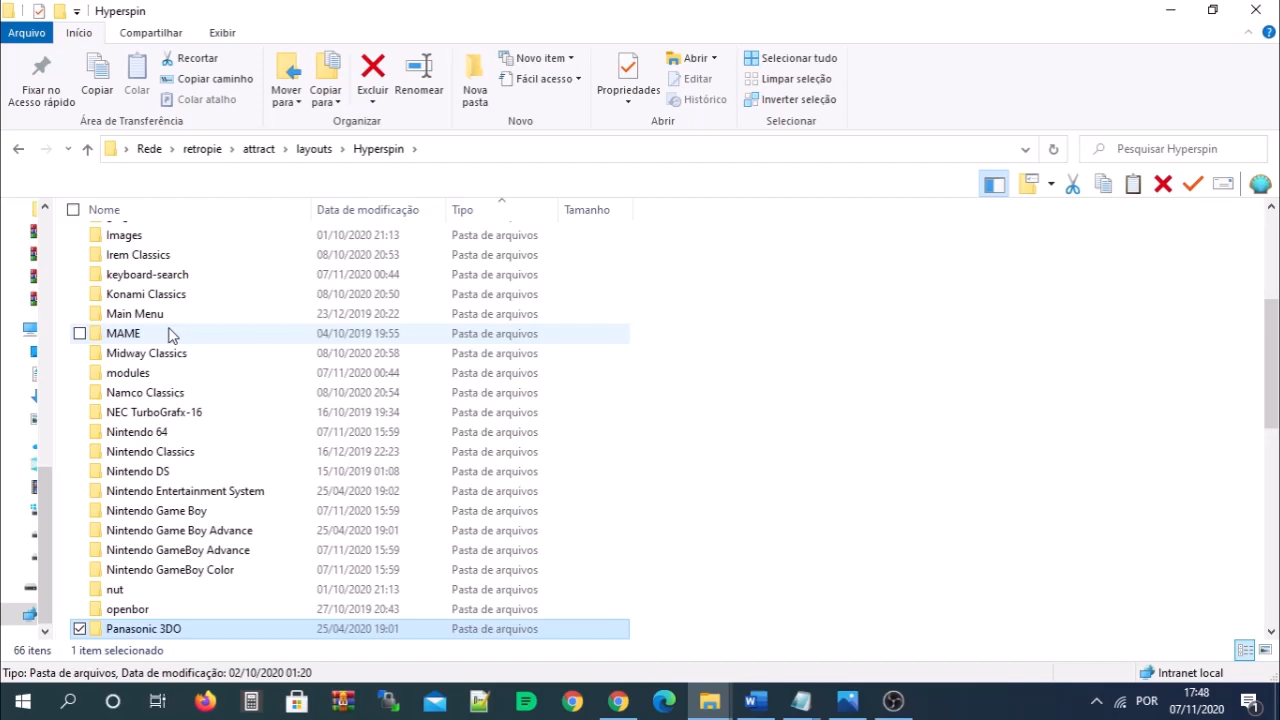 Hyperspin
Arquivo Início Compartilhar Exibir
Fixar no Acesso rápido
Copiar
Colar
Recortar
Copiar caminho
Colar atalho
Área de Transferência
Mover para
Copiar para
Excluir
Renomear
Organizar
Nova pasta
Novo item
Fácil acesso
Novo
Propriedades
Abrir
Editar
Histórico
Abrir
Selecionar tudo
Limpar seleção
Inverter seleção
Selecionar
Rede retropie attract layouts Hyperspin
Pesquisar Hyperspin
Nome Data de modificação Tipo Tamanho
Images 01/10/2020 21:13 Pasta de arquivos
Irem Classics 08/10/2020 20:53 Pasta de arquivos
keyboard-search 07/11/2020 00:44 Pasta de arquivos
Konami Classics 08/10/2020 20:50 Pasta de arquivos
Main Menu 23/12/2019 20:22 Pasta de arquivos
MAME 04/10/2019 19:55 Pasta de arquivos
Midway Classics 08/10/2020 20:58 Pasta de arquivos
modules 07/11/2020 00:44 Pasta de arquivos
Namco Classics 08/10/2020 20:54 Pasta de arquivos
NEC TurboGrafx-16 16/10/2019 19:34 Pasta de arquivos
Nintendo 64 07/11/2020 15:59 Pasta de arquivos
Nintendo Classics 16/12/2019 22:23 Pasta de arquivos
Nintendo DS 15/10/2019 01:08 Pasta de arquivos
Nintendo Entertainment System 25/04/2020 19:02 Pasta de arquivos
Nintendo Game Boy 07/11/2020 15:59 Pasta de arquivos
Nintendo Game Boy Advance 25/04/2020 19:01 Pasta de arquivos
Nintendo GameBoy Advance 07/11/2020 15:59 Pasta de arquivos
Nintendo GameBoy Color 07/11/2020 15:59 Pasta de arquivos
nut 01/10/2020 21:13 Pasta de arquivos
openbor 27/10/2019 20:43 Pasta de arquivos
Panasonic 3DO 25/04/2020 19:01 Pasta de arquivos
66 itens 1 item selecionado
Tipo: Pasta de arquivos, Data de modificação: 02/10/2020 01:20 Intranet local
POR 17:48
07/11/2020